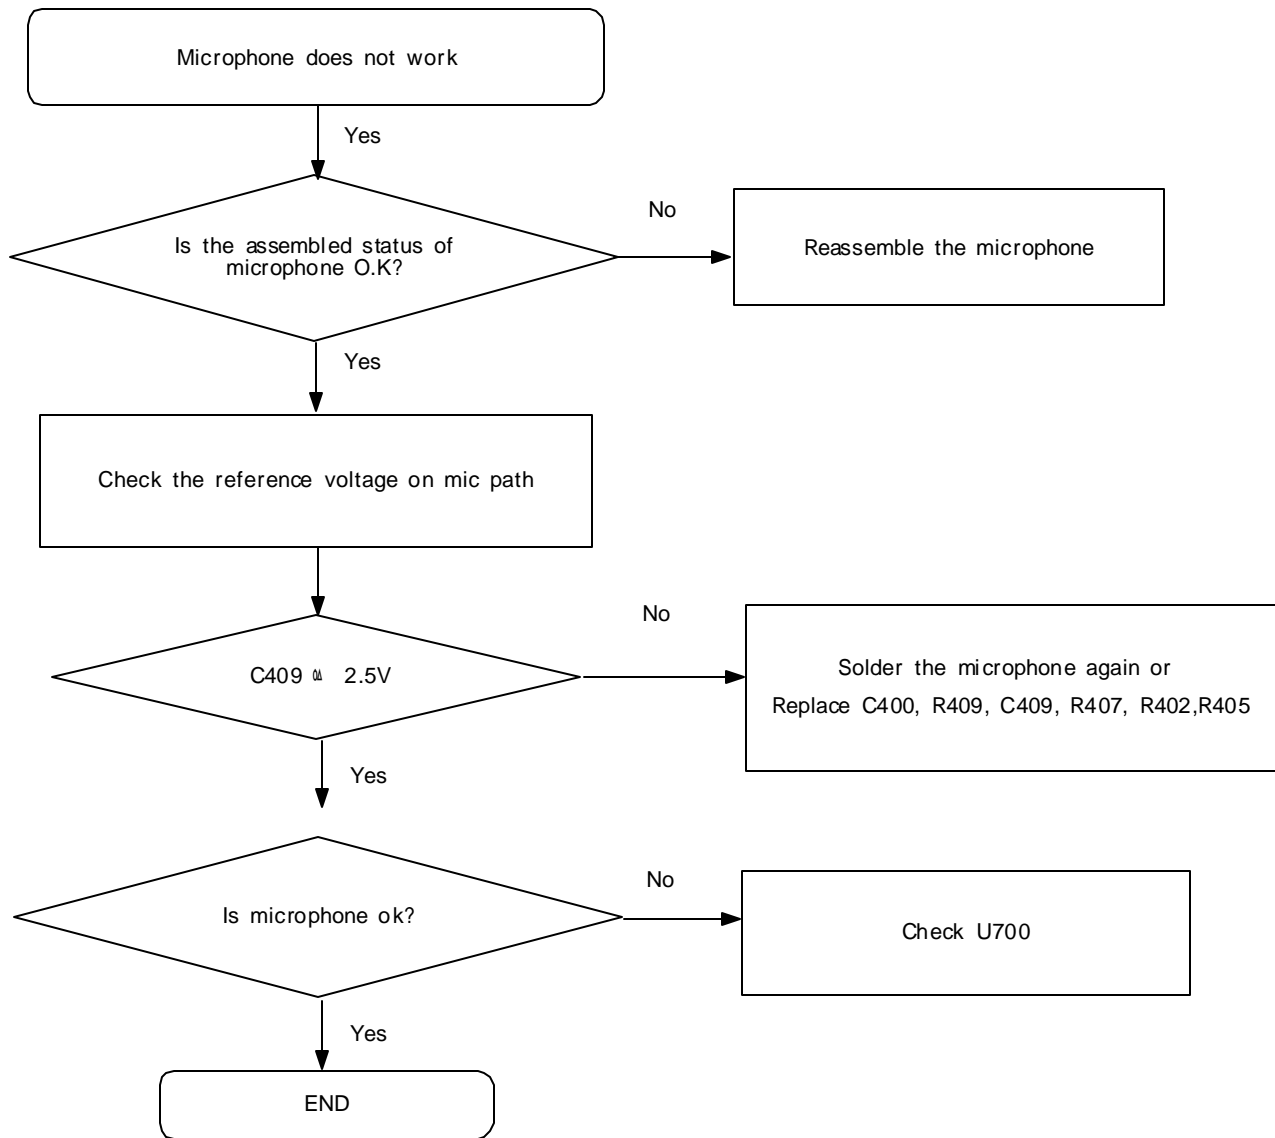 Microphone does not work
Yes
Is the assembled status of
microphone O.K?
No
Reassemble the microphone
Yes
Check the reference voltage on mic path
C409 2.5V
No
Solder the microphone again or
Replace C400, R409, C409, R407, R402,R405
Yes
Is microphone ok?
No
Check U700
Yes
END